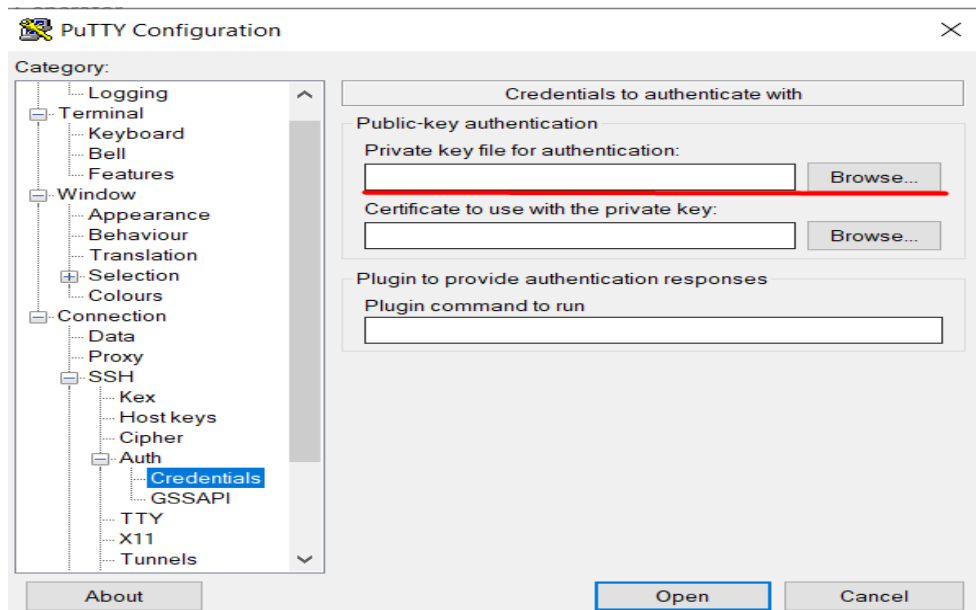 PuTTY Configuration
Category:
Logging
Terminal
Keyboard
Bell
Features
Window
Appearance
Behaviour
Translation
Selection
Colours
Connection
Data
Proxy
SSH
Kex
Host keys
Cipher
Auth
Credentials
GSSAPI
TTY
X11
Tunnels
Credentials to authenticate with
Public-key authentication
Private key file for authentication:
Browse...
Certificate to use with the private key:
Browse...
Plugin to provide authentication responses
Plugin command to run
About
Open
Cancel